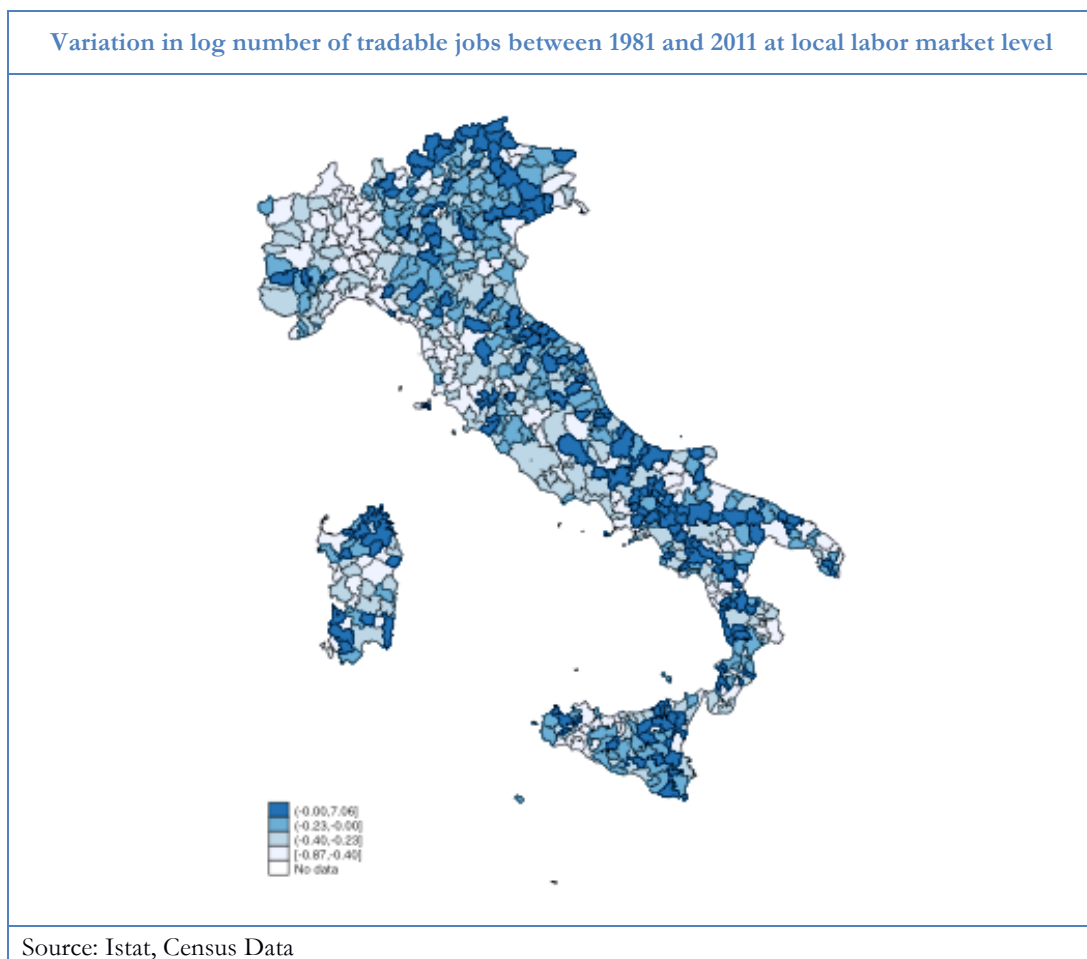 Variation in log number of tradable jobs between 1981 and 2011 at local labor market level
(-0.00,7.06]
(-0.23,-0.00]
(-0.40,-0.23]
[-0.87,-0.40]
No data
Source: Istat, Census Data